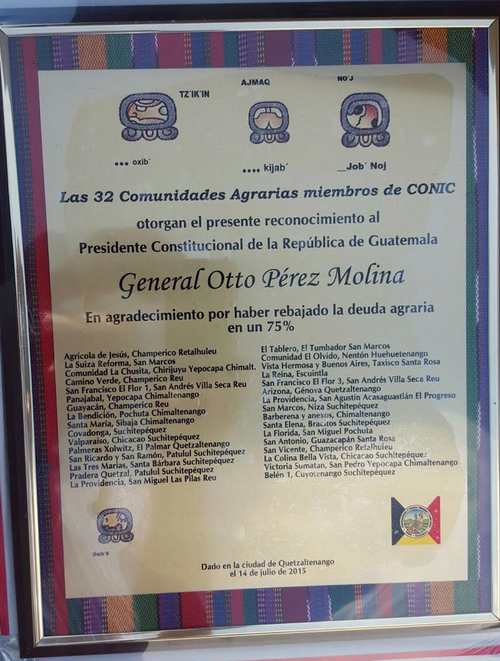 TZ'IK'IN
AJMAQ
NO'J
... oxib'
.... kijab'
__Job' Noj
Las 32 Comunidades Agrarias miembros de CONIC
otorgan el presente reconocimiento al
Presidente Constitucional de la República de Guatemala
General Otto Pérez Molina
En agradecimiento por haber rebajado la deuda agraria
en un 75%
Agrícola de Jesús, Champerico Retalhuleu
La Suiza Reforma, San Marcos
Comunidad La Chusita, Chirijuyu Yepocapa Chimalt.
Camino Verde, Champerico Reu
San Francisco El Flor 1, San Andrés Villa Seca Reu
Panajabal, Yepocapa Chimaltenango
Guayacán, Champerico Reu
La Bendición, Pochuta Chimaltenango
Santa María, Sibaja Chimaltenango
Covadonga, Suchitepéquez
Valparaiso, Chicacao Suchitepéquez
Palmeras Xolwitz, El Palmar Quetzaltenango
San Ricardo y San Ramón, Patulul Suchitepéquez
Las Tres Marías, Santa Bárbara Suchitepéquez
Pradera Quetzal, Patulul Suchitepéquez
La Providencia, San Miguel Las Pilas Reu
El Tablero, El Tumbador San Marcos
Comunidad El Olvido, Nentón Huehuetenango
Vista Hermosa y Buenos Aires, Taxisco Santa Rosa
La Reina, Escuintla
San Francisco El Flor 3, San Andrés Villa Seca Reu
Arizona, Génova Quetzaltenango
La Providencia, San Agustín Acasaguastlán El Progreso
San Marcos, Niza Suchitepéquez
Barberena y anexos, Chimaltenango
Santa Elena, Bracitos Suchitepéquez
La Florida, San Miguel Pochuta
San Antonio, Guazacapán Santa Rosa
San Vicente, Champerico Retalhuleu
La Colina Bella Vista, Chicacao Suchitepéquez
Victoria Sumatan, San Pedro Yepocapa Chimaltenango
Belén 1, Cuyotenango Suchitepéquez
Dado en la ciudad de Quetzaltenango
el 14 de julio de 2015